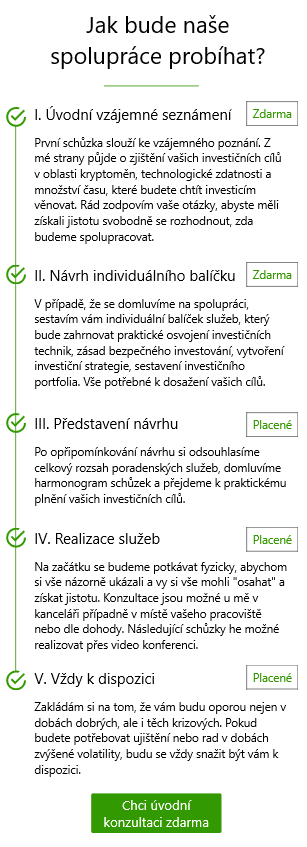 Jak bude naše
spolupráce probíhat?
I. Úvodní vzájemné seznámení
Zdarma
První schůzka slouží ke vzájemného poznání. Z
mé strany půjde o zjištění vašich investičních cílů
v oblasti kryptoměn, technologické zdatnosti a
množství času, které budete chtít investicím
věnovat. Rád zodpovím vaše otázky, abyste měli
získali jistotu svobodně se rozhodnout, zda
budeme spolupracovat.
II. Návrh individuálního balíčku
Zdarma
V případě, že se domluvíme na spolupráci,
sestavím vám individuální balíček služeb, který
bude zahrnovat praktické osvojení investičních
technik, zásad bezpečného investování, vytvoření
investiční strategie, sestavení investičního
portfolia. Vše potřebné k dosažení vašich cílů.
III. Představení návrhu
Placené
Po opřipomínkování návrhu si odsouhlasíme
celkový rozsah poradenských služeb, domluvíme
harmonogram schůzek a přejdeme k praktickému
plnění vašich investičních cílů.
IV. Realizace služeb
Placené
Na začátku se budeme potkávat fyzicky, abychom
si vše názorně ukázali a vy si vše mohli "osahat" a
získat jistotu. Konzultace jsou možné u mě v
kanceláři případně v místě vašeho pracoviště
nebo dle dohody. Následující schůzky he možné
realizovat přes video konferenci.
V. Vždy k dispozici
Placené
Zakládám si na tom, že vám budu oporou nejen v
dobách dobrých, ale i těch krizových. Pokud
budete potřebovat ujištění nebo rad v dobách
zvýšené volatility, budu se vždy snažit být vám k
dispozici.
Chci úvodní
konzultaci zdarma